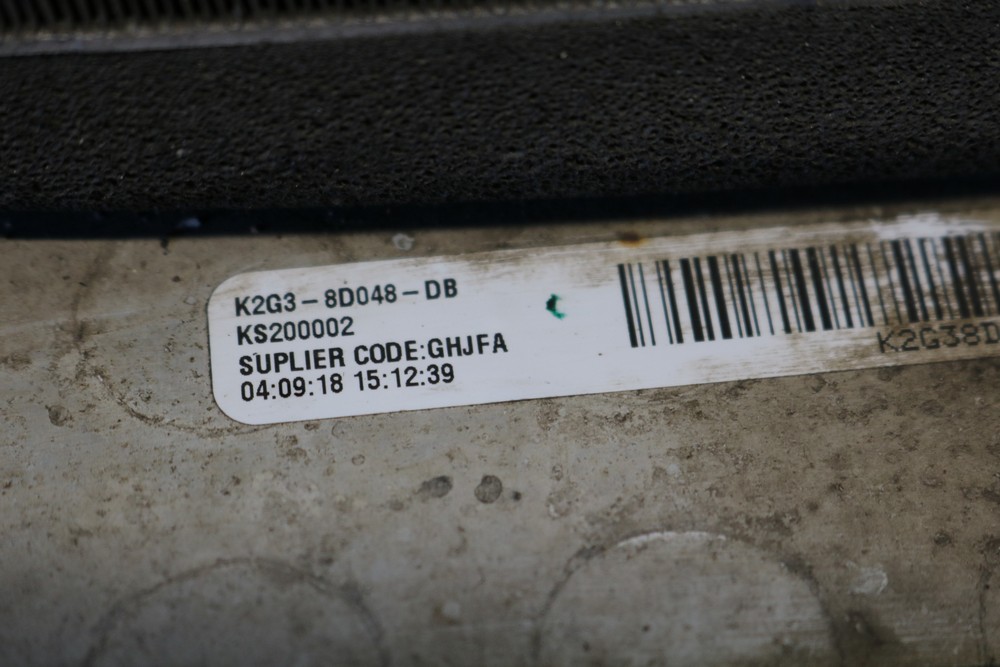 K2G3-8D048-DB
KS200002
SUPLIER CODE:GHJFA
04:09:18 15:12:39
K2G38D